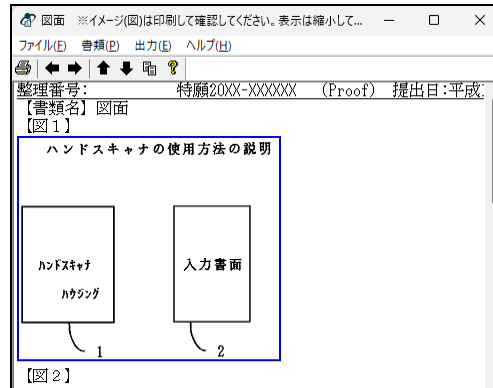 図面 ※イメージ(図)は印刷して確認してください。表示は縮小して...
ファイル(F) 書類(P) 出力(E) ヘルプ(H)
整理番号: 特願20XX-XXXXXX (Proof) 提出日:平成
【書類名】図面
【図1】
ハンドスキャナの使用方法の説明
ハンドスキャナ
ハウジング
入力書面
1
2
【図2】